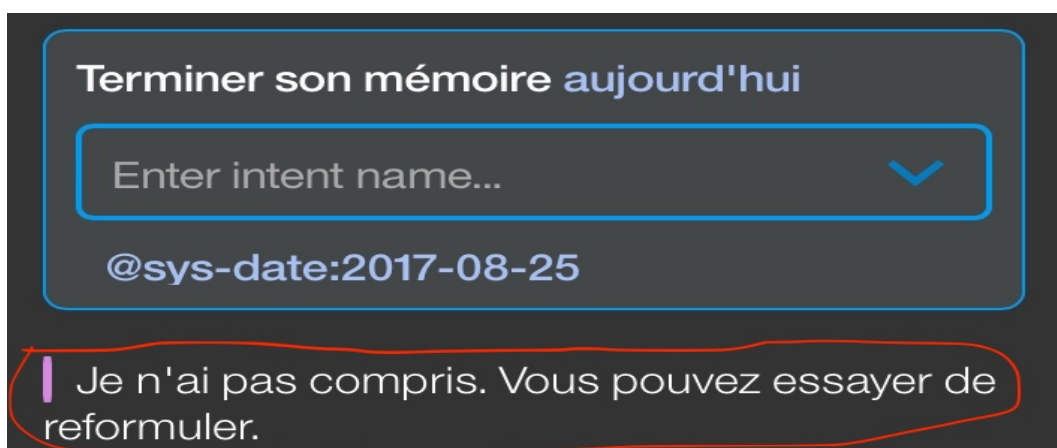 Terminer son mémoire aujourd'hui
Enter intent name...
@sys-date:2017-08-25
Je n'ai pas compris. Vous pouvez essayer de
reformuler.